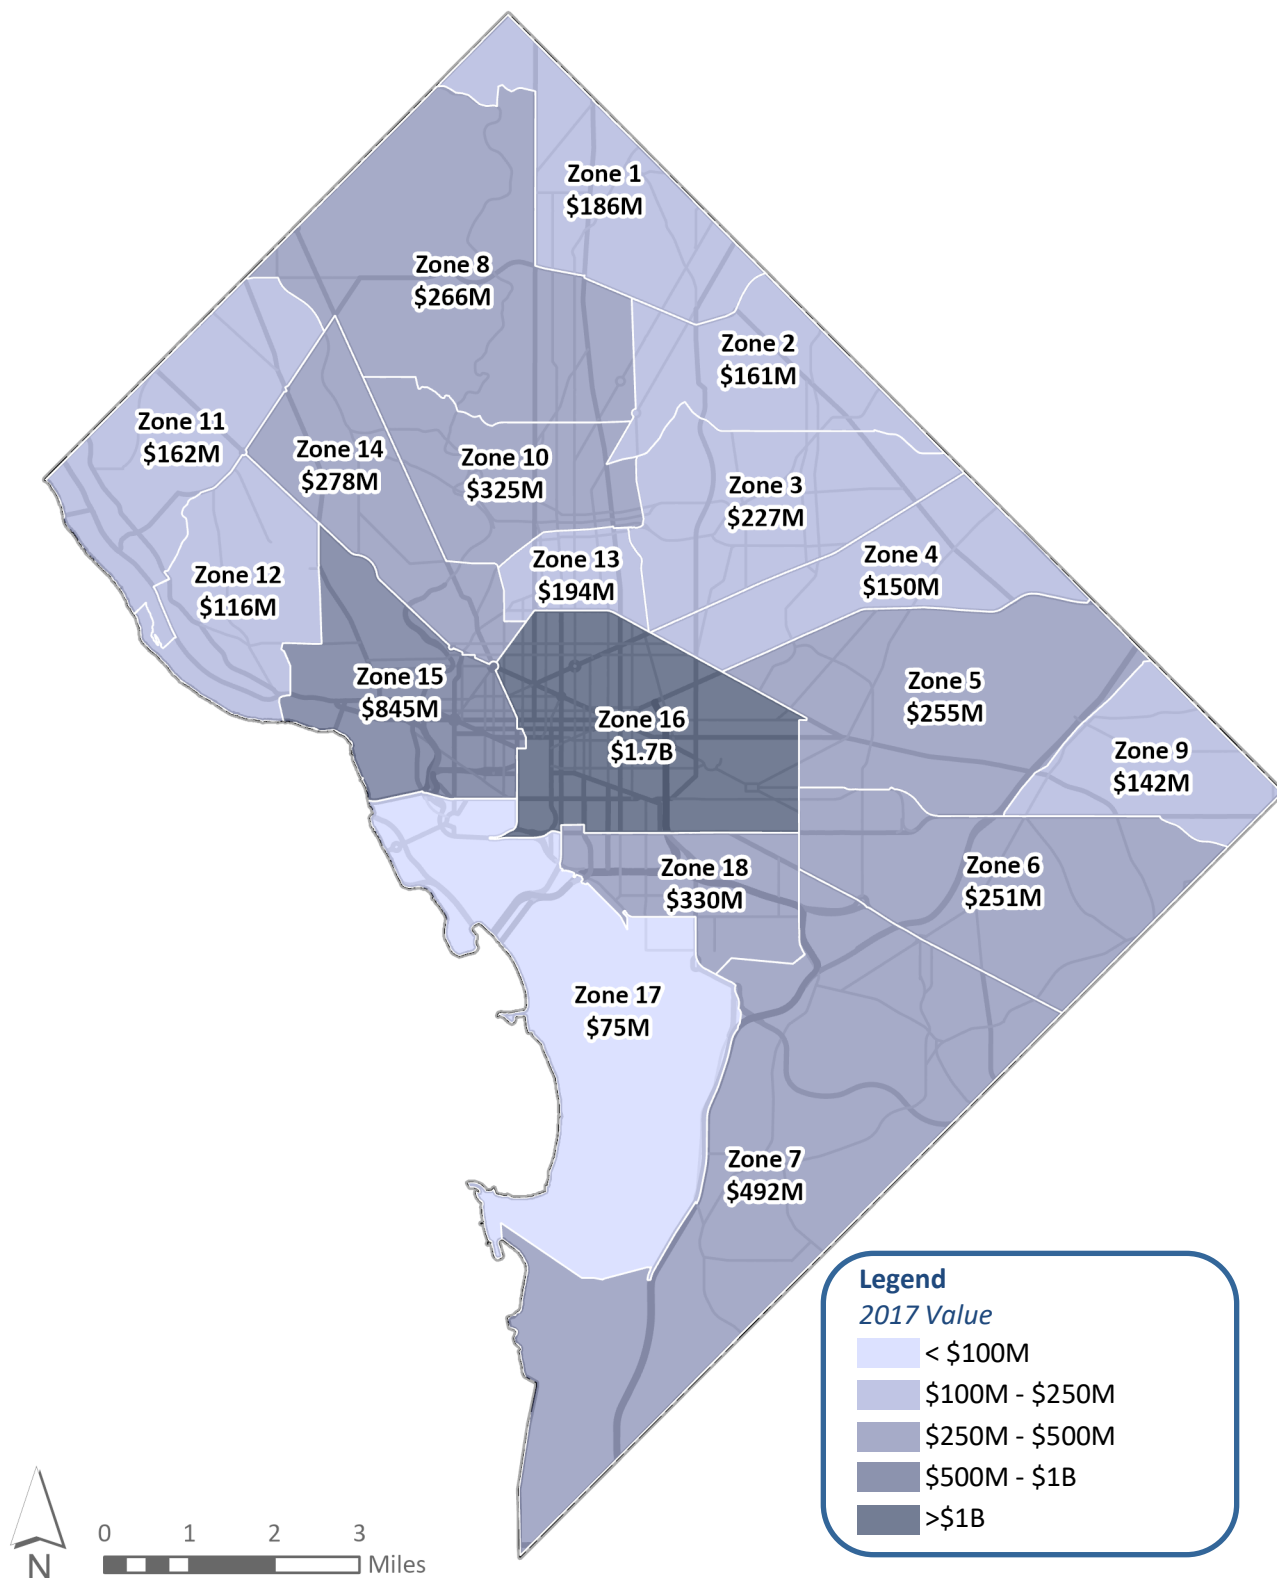 Zone 1
$186M
Zone 8
$266M
Zone 2
$161M
Zone 11
$162M
Zone 14
$278M
Zone 10
$325M
Zone 3
$227M
Zone 13
$194M
Zone 4
$150M
Zone 12
$116M
Zone 15
$845M
Zone 5
$255M
Zone 16
$1.7B
Zone 9
$142M
Zone 18
$330M
Zone 6
$251M
Zone 17
$75M
Zone 7
$492M
Legend
2017 Value
< $100M
$100M - $250M
$250M - $500M
$500M - $1B
>$1B
N
0 1 2 3
Miles